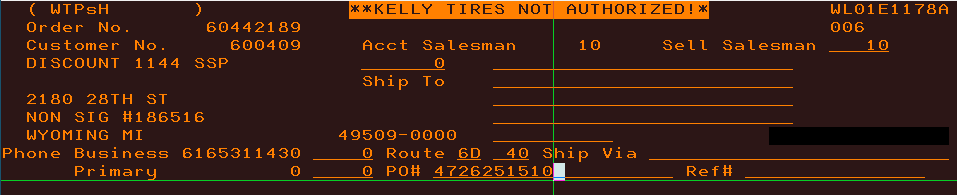 ( WTPsH ) **KELLY TIRES NOT AUTHORIZED!* WL01E1178A
Order No. 60442189 006
Customer No. 600409 Acct Salesman 10 Sell Salesman 10
DISCOUNT 1144 SSP 0
Ship To
2180 28TH ST
NON SIG #186516
WYOMING MI 49509-0000
Phone Business 6165311430 0 Route 6D 40 Ship Via
Primary 0 0 PO# 4726251510 Ref#